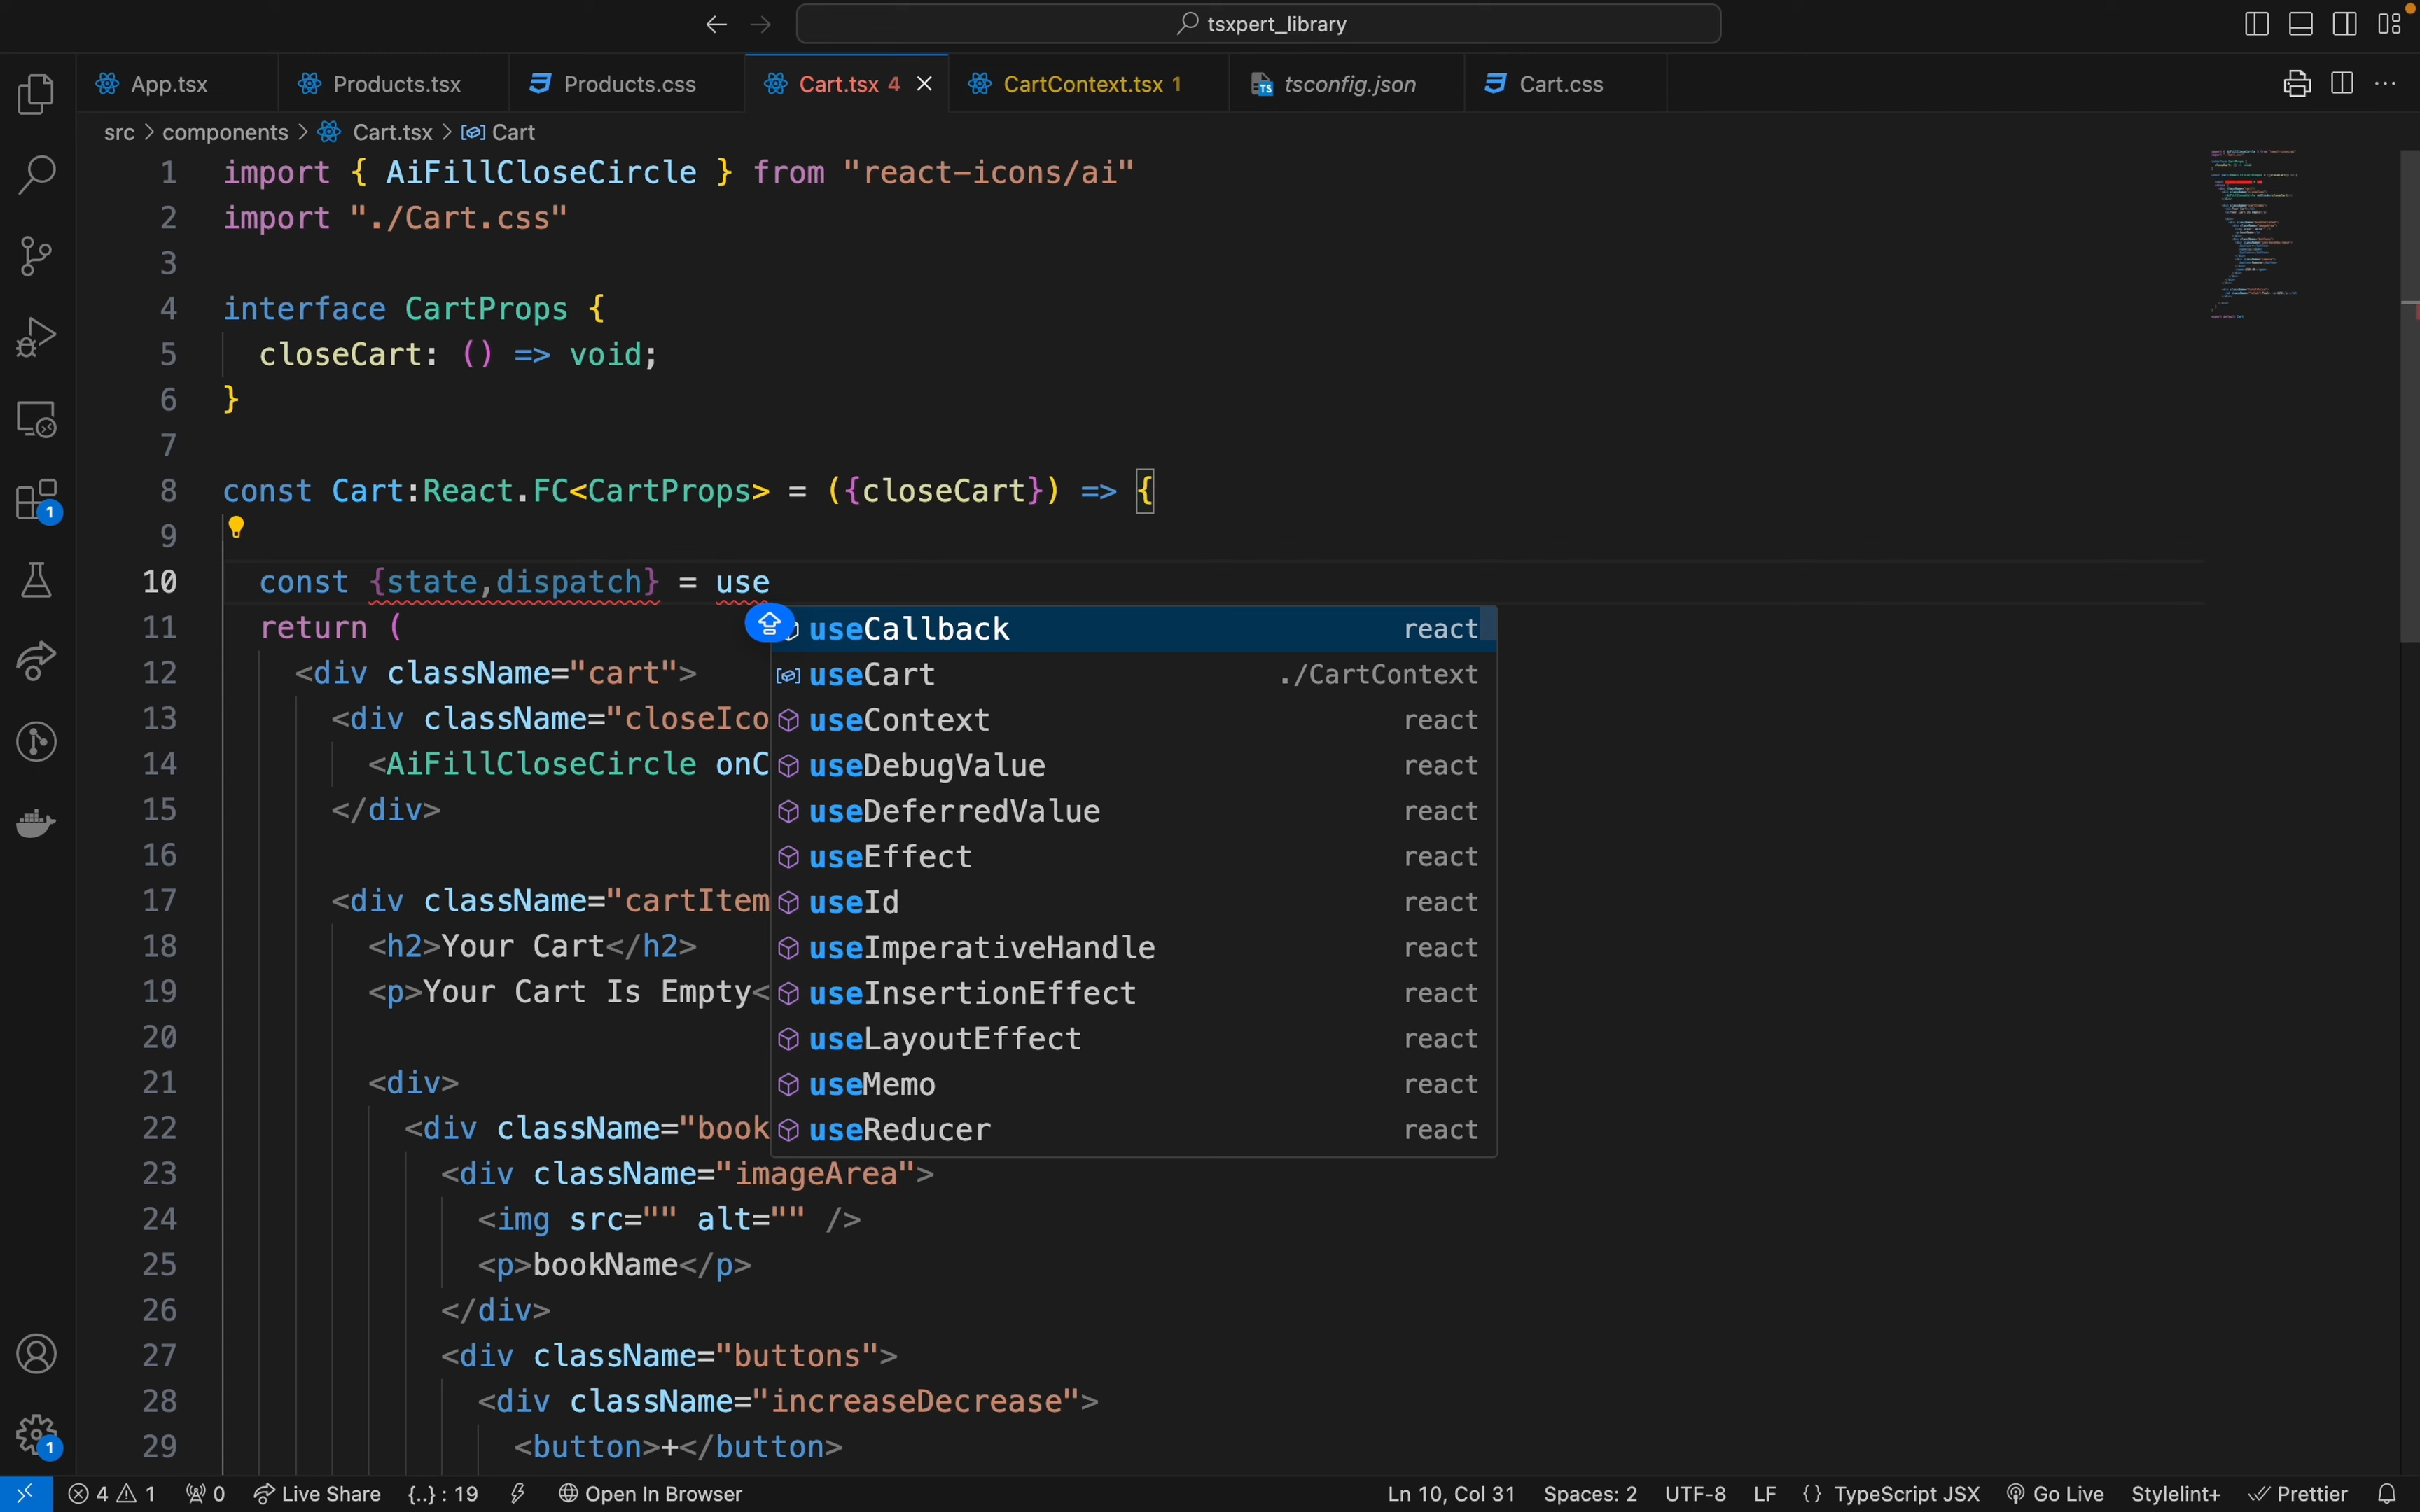 tsxpert_library
App.tsx
Products.tsx
Products.css
Cart.tsx 4
CartContext.tsx 1
tsconfig.json
Cart.css
src > components > Cart.tsx > Cart
1 import { AiFillCloseCircle } from "react-icons/ai"
2 import "./Cart.css"
3
4 interface CartProps {
5 closeCart: () => void;
6 }
7
8 const Cart:React.FC<CartProps> = ({closeCart}) => {
9
10 const {state,dispatch} = use
11 return (
12 <div className="cart">
13 <div className="closeIco
14 <AiFillCloseCircle onC
15 </div>
16
17 <div className="cartItem
18 <h2>Your Cart</h2>
19 <p>Your Cart Is Empty<
20
21 <div>
22 <div className="book
23 <div className="imageArea">
24 <img src="" alt="" />
25 <p>bookName</p>
26 </div>
27 <div className="buttons">
28 <div className="increaseDecrease">
29 <button>+</button>
useCallback react
useCart ./CartContext
useContext react
useDebugValue react
useDeferredValue react
useEffect react
useId react
useImperativeHandle react
useInsertionEffect react
useLayoutEffect react
useMemo react
useReducer react
1
1
4 1 0 Live Share {..} : 19 Open In Browser Ln 10, Col 31 Spaces: 2 UTF-8 LF {} TypeScript JSX Go Live Stylelint+ Prettier